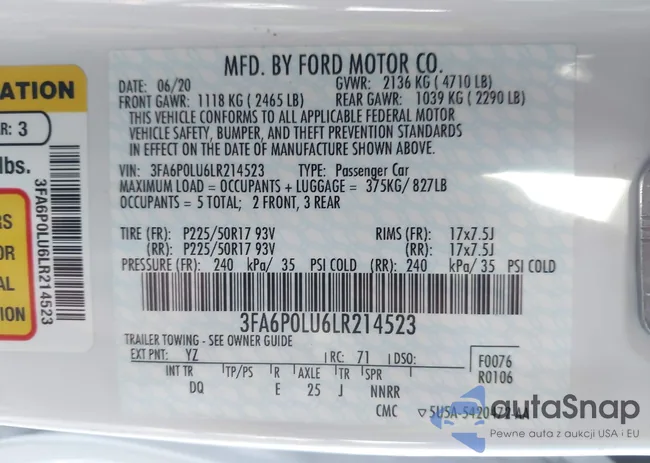 MFD. BY FORD MOTOR CO.
DATE: 06/20 GVWR: 2136 KG ( 4710 LB)
FRONT GAWR: 1118 KG ( 2465 LB) REAR GAWR: 1039 KG ( 2290 LB)
THIS VEHICLE CONFORMS TO ALL APPLICABLE FEDERAL MOTOR
VEHICLE SAFETY, BUMPER, AND THEFT PREVENTION STANDARDS
IN EFFECT ON THE DATE OF MANUFACTURE SHOWN ABOVE.
VIN: 3FA6P0LU6LR214523 TYPE: Passenger Car
MAXIMUM LOAD = OCCUPANTS + LUGGAGE = 375KG/ 827LB
OCCUPANTS = 5 TOTAL; 2 FRONT, 3 REAR
TIRE (FR): P225/50R17 93V RIMS (FR): 17x7.5J
(RR): P225/50R17 93V (RR): 17x7.5J
PRESSURE (FR): 240 kPa/ 35 PSI COLD (RR): 240 kPa/ 35 PSI COLD
3FA6P0LU6LR214523
TRAILER TOWING - SEE OWNER GUIDE
EXT PNT: YZ RC: 71 DSO: F0076
R0106
INT TR TP/PS R AXLE TR SPR
DQ E 25 J NNRR
CMC 5U5A-5420472-AA
ATION
R: 3
lbs.
RS
OR
AL
ION
3FA6P0LU6LR214523
autoSnap
Pewne auta z aukcji USA i EU